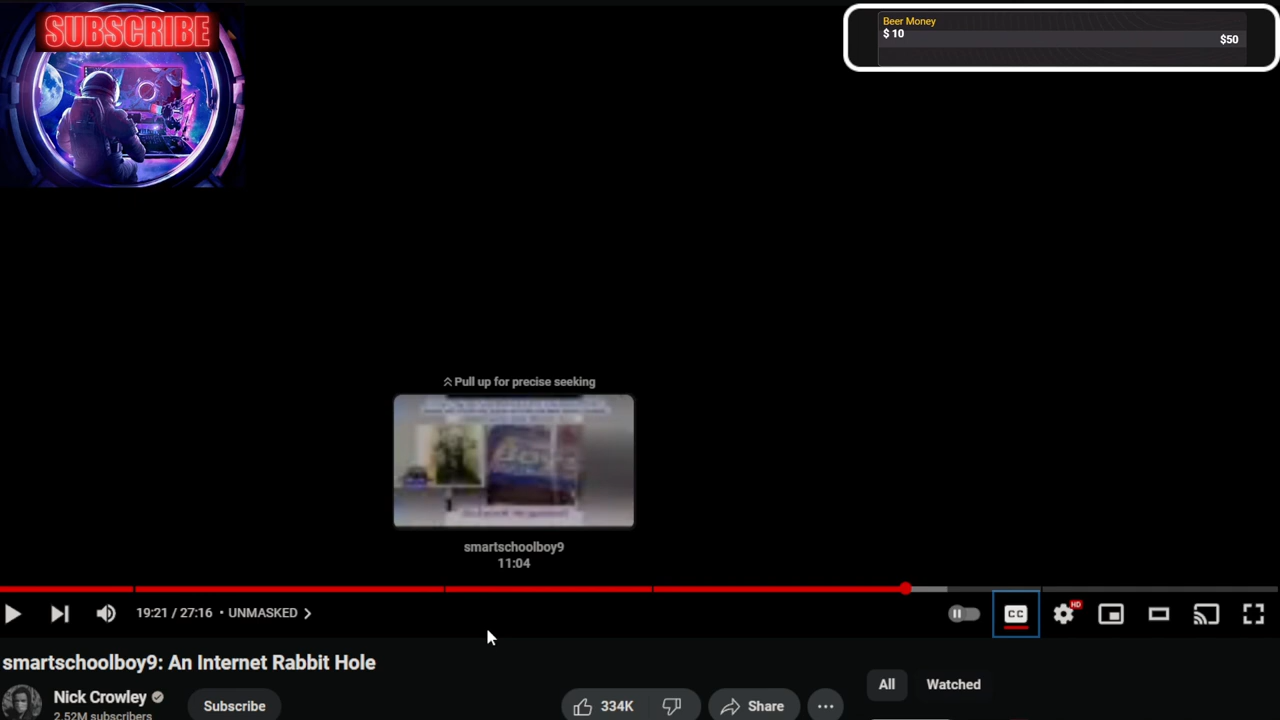 SUBSCRIBE
Beer Money
$ 10
$50
Pull up for precise seeking
smartschoolboy9
11:04
19:21 / 27:16 • UNMASKED
CC
HD
smartschoolboy9: An Internet Rabbit Hole
Nick Crowley
2.52M subscribers
Subscribe
334K
Share
All
Watched